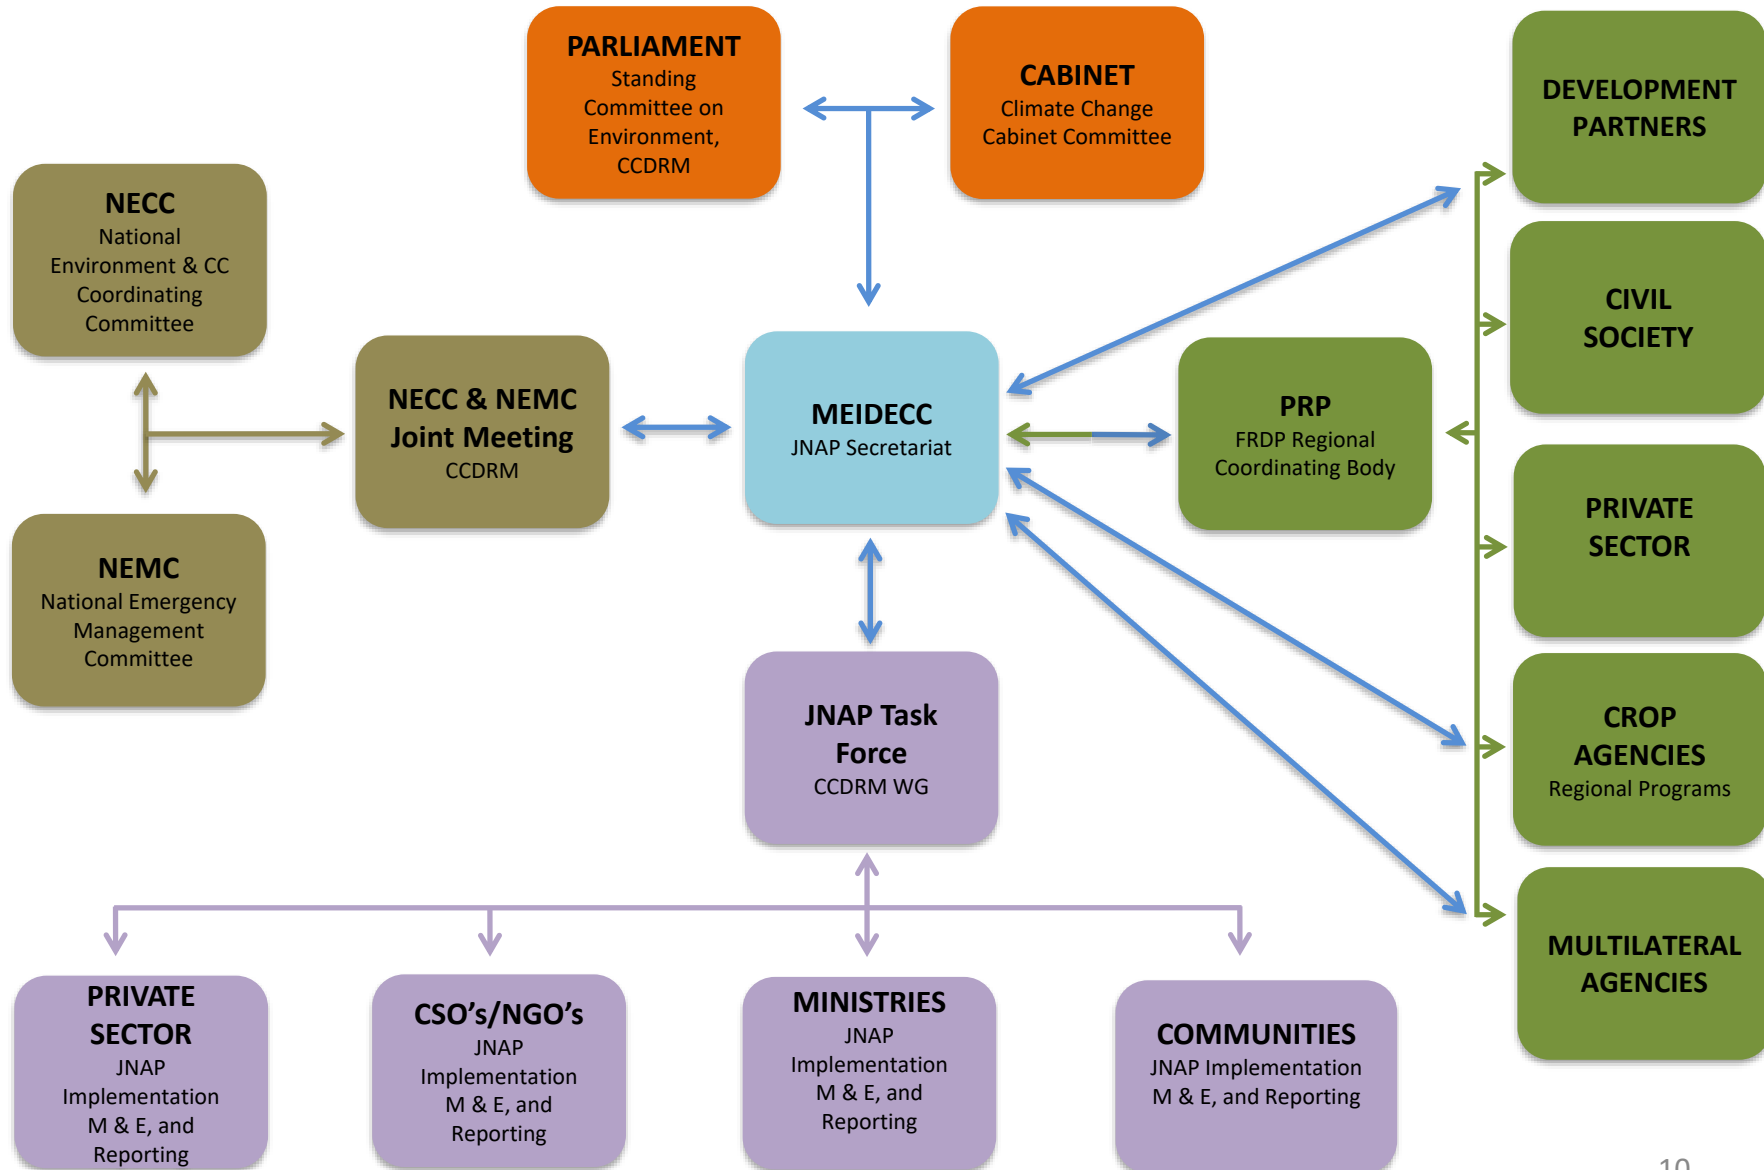 PARLIAMENT
Standing
Committee on
Environment,
CCDRM
CABINET
Climate Change
Cabinet Committee
DEVELOPMENT
PARTNERS
NECC
National
Environment & CC
Coordinating
Committee
CIVIL
SOCIETY
NECC & NEMC
Joint Meeting
CCDRM
MEIDECC
JNAP Secretariat
PRP
FRDP Regional
Coordinating Body
PRIVATE
SECTOR
NEMC
National Emergency
Management
Committee
JNAP Task
Force
CCDRM WG
CROP
AGENCIES
Regional Programs
MULTILATERAL
AGENCIES
PRIVATE
SECTOR
JNAP
Implementation
M & E, and
Reporting
CSO’s/NGO’s
JNAP
Implementation
M & E, and
Reporting
MINISTRIES
JNAP
Implementation
M & E, and
Reporting
COMMUNITIES
JNAP Implementation
M & E, and Reporting
10